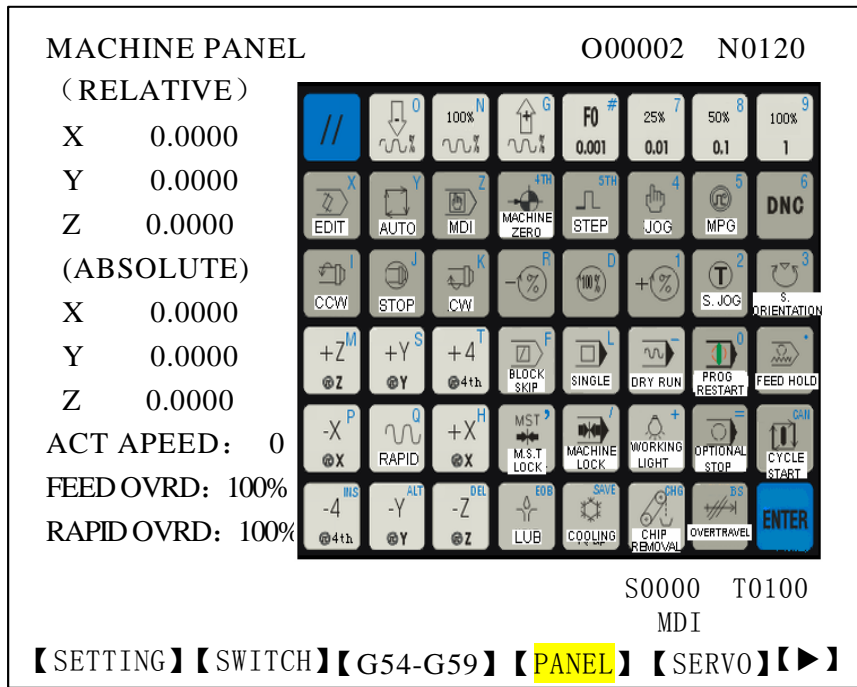 MACHINE PANEL O00002 N0120
(RELATIVE)
X 0.0000
Y 0.0000
Z 0.0000
(ABSOLUTE)
X 0.0000
Y 0.0000
Z 0.0000
ACT APEED: 0
FEED OVRD: 100%
RAPID OVRD: 100%
// O % 100% N % G % F0 # 0.001 25% 7 0.01 50% 8 0.1 100% 9 1
X EDIT Y AUTO Z MDI 4TH MACHINE ZERO 5TH STEP 4 JOG 5 MPG 6 DNC
I CCW J STOP K CW R -% D 100% 1 +% 2 T S. JOG 3 S. ORIENTATION
+Z M Z +Y S Y +4 T 4th F BLOCK SKIP L SINGLE - DRY RUN 0 PROG RESTART . FEED HOLD
-X P X Q RAPID +X H X MST , M.S.T LOCK / MACHINE LOCK + WORKING LIGHT = OPTIONAL STOP CAN CYCLE START
-4 INS 4th -Y ALT Y -Z DEL Z EOB LUB SAVE COOLING CHG CHIP REMOVAL BS OVERTRAVEL ENTER
S0000 T0100
MDI
【SETTING】【SWITCH】【G54-G59】【PANEL】【SERVO】【▶】